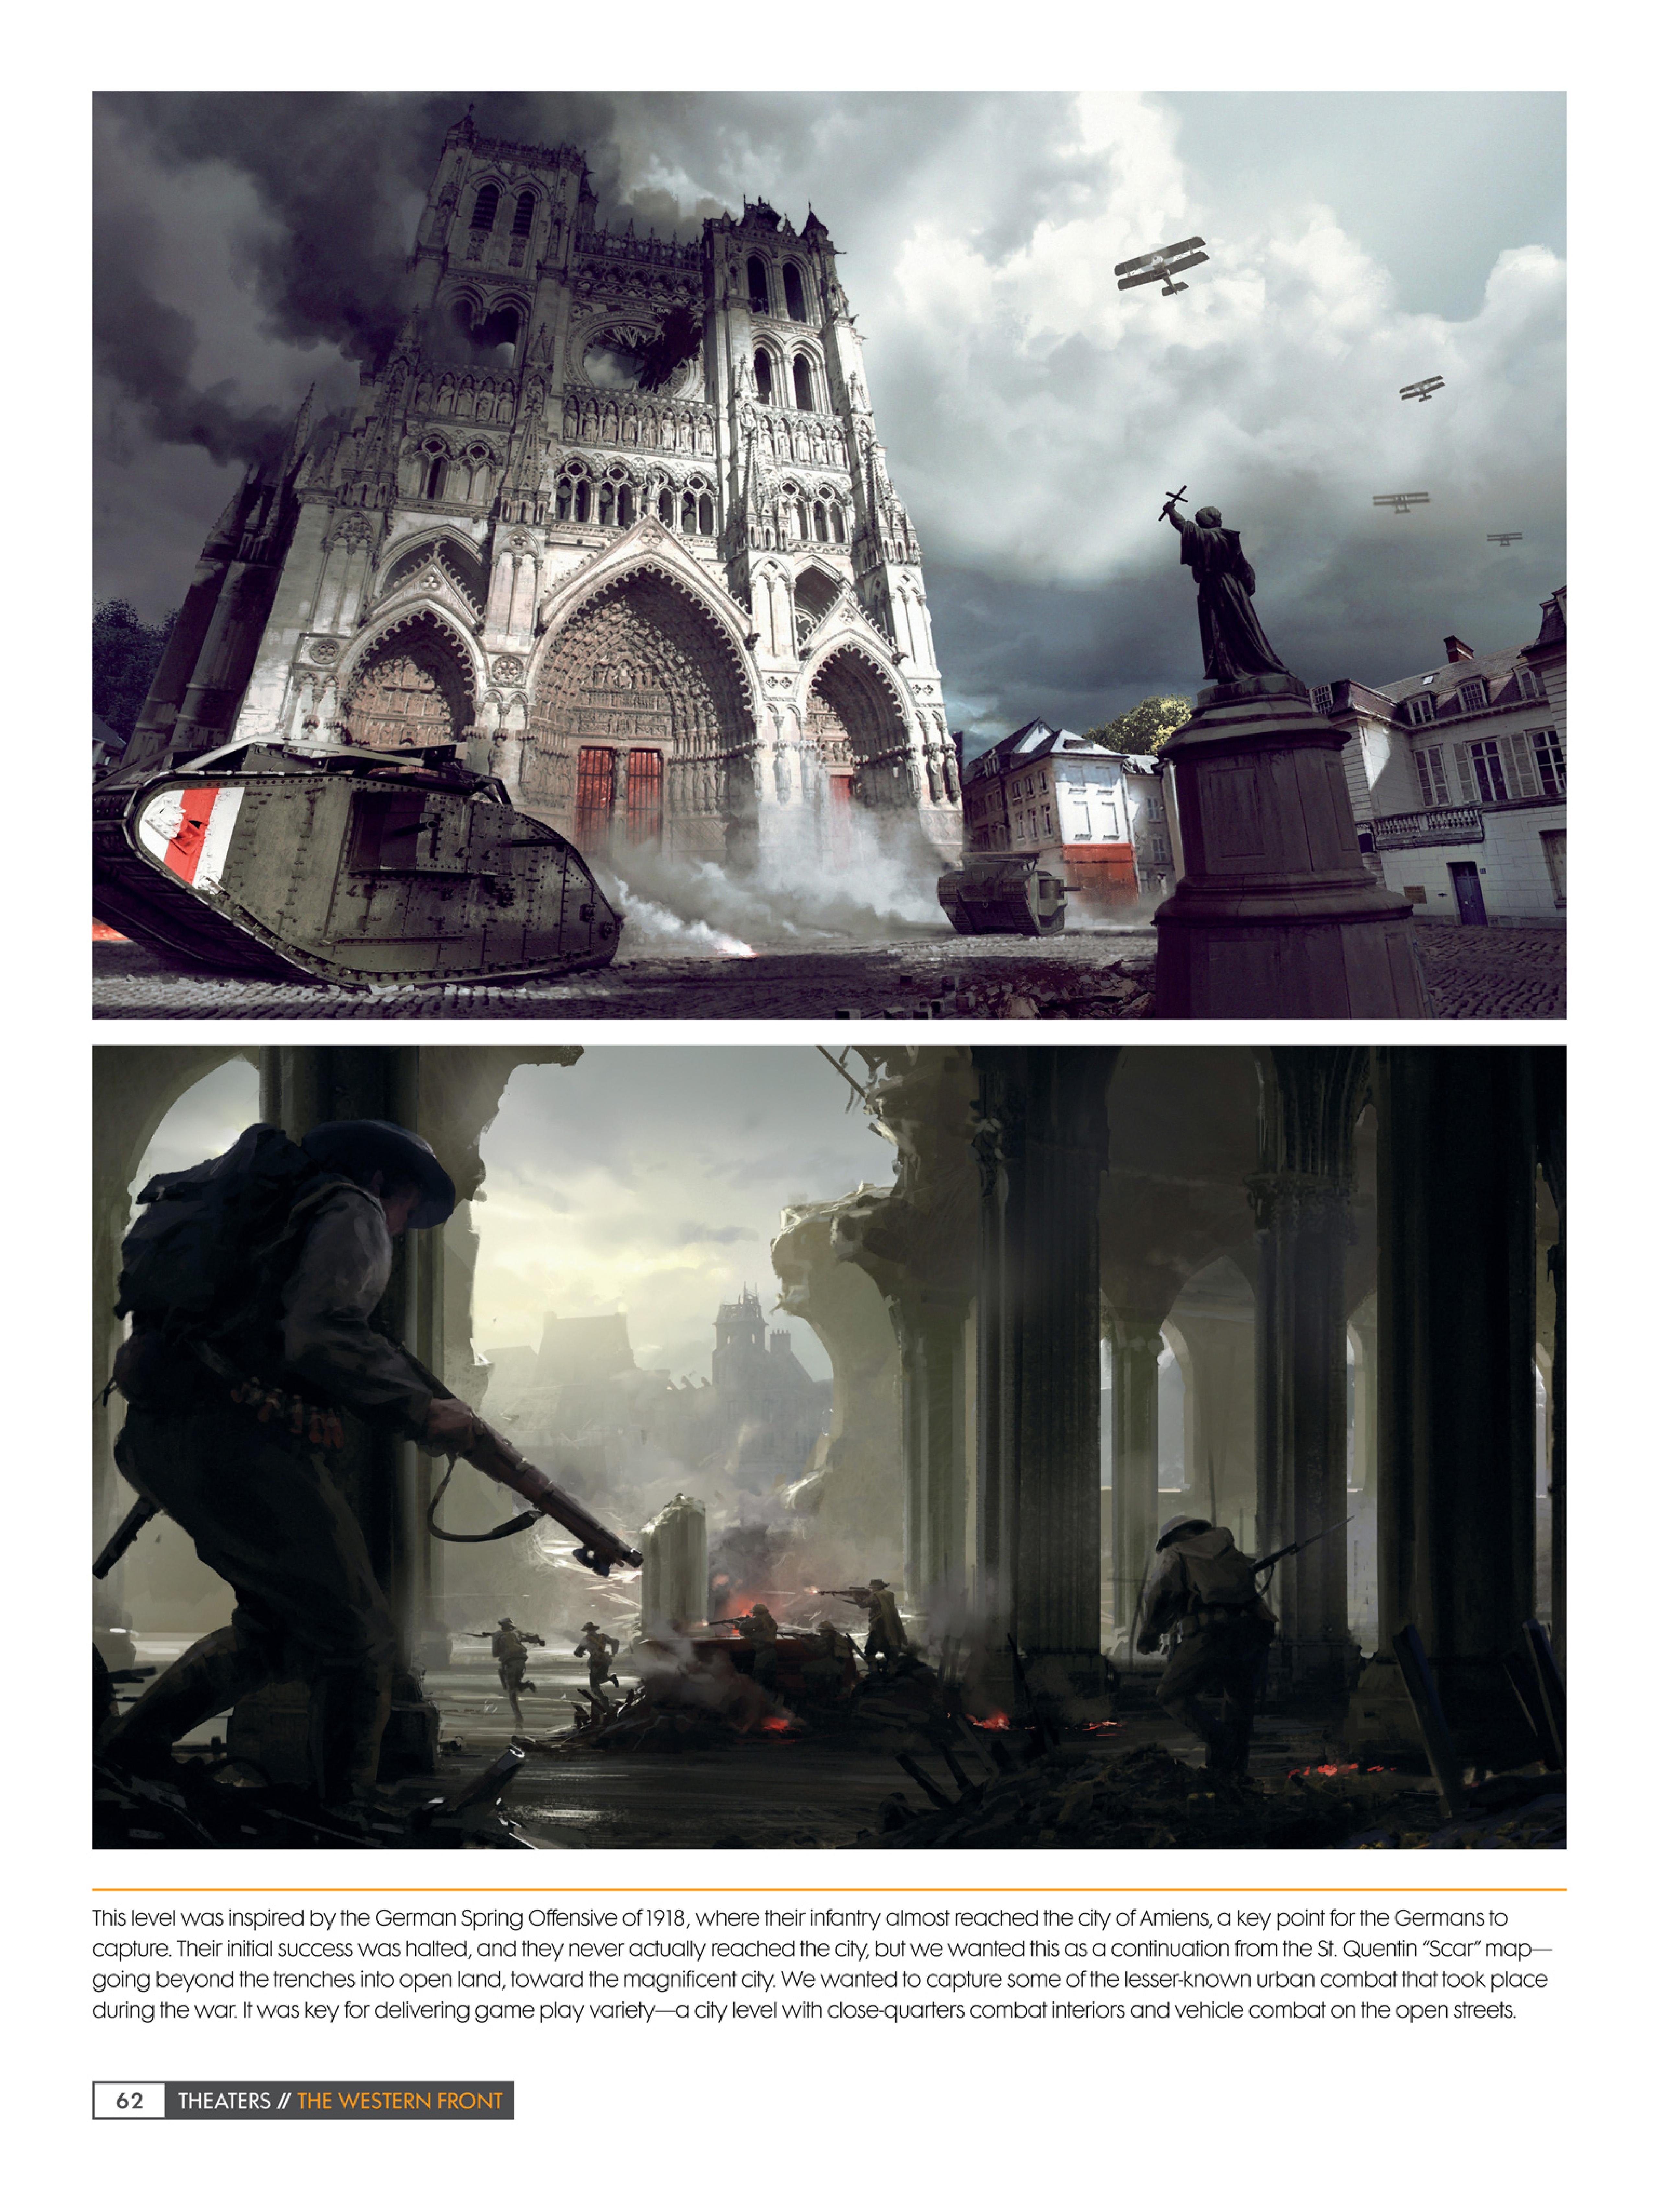 This level was inspired by the German Spring Offensive of 1918, where their infantry almost reached the city of Amiens, a key point for the Germans to
capture. Their initial success was halted, and they never actually reached the city, but we wanted this as a continuation from the St. Quentin “Scar” map—
going beyond the trenches into open land, toward the magnificent city. We wanted to capture some of the lesser-known urban combat that took place
during the war. It was key for delivering game play variety—a city level with close-quarters combat interiors and vehicle combat on the open streets.
62 THEATERS // THE WESTERN FRONT